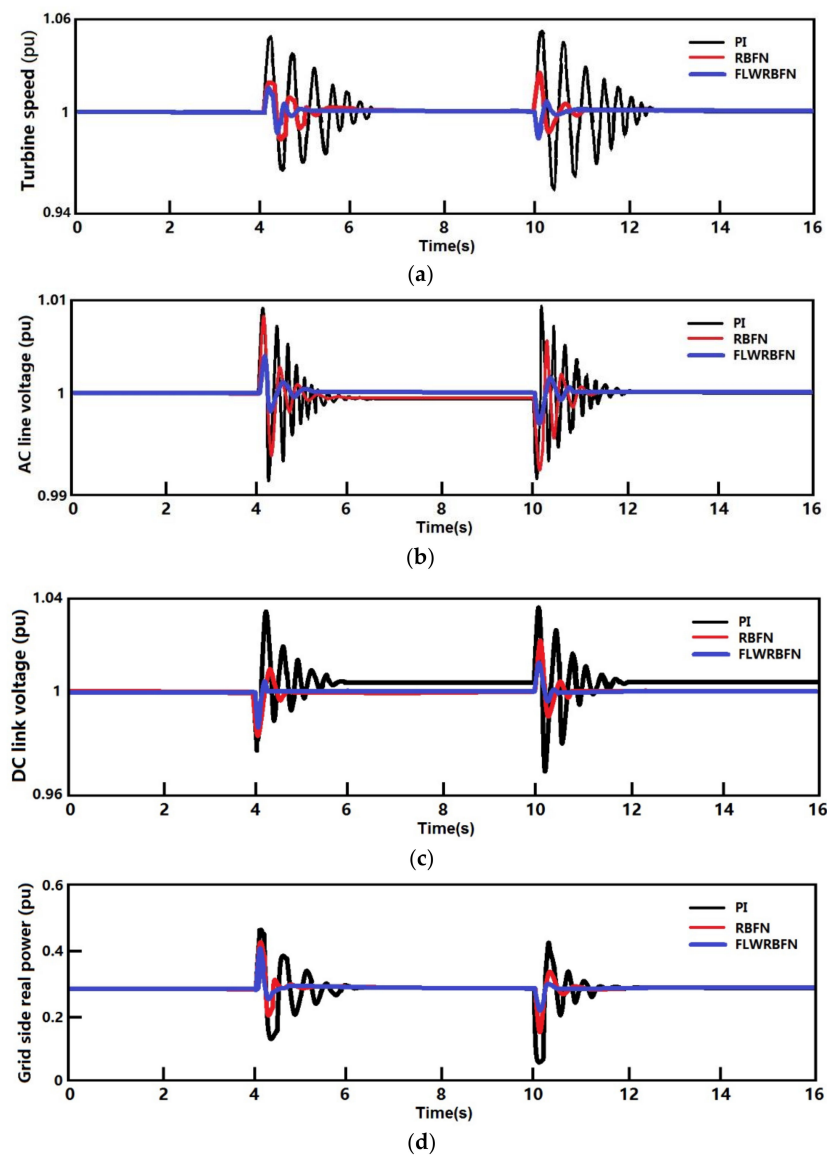 1.06
PI
RBFN
FLWRBFN
Turbine speed (pu)
1
0.94
0 2 4 6 8 10 12 14 16
Time(s)
(a)
1.01
PI
RBFN
FLWRBFN
AC line voltage (pu)
1
0.99
0 2 4 6 8 10 12 14 16
Time(s)
(b)
1.04
PI
RBFN
FLWRBFN
DC link voltage (pu)
1
0.96
0 2 4 6 8 10 12 14 16
Time(s)
(c)
0.6
PI
RBFN
FLWRBFN
Grid side real power (pu)
0.4
0.2
0
0 2 4 6 8 10 12 14 16
Time(s)
(d)